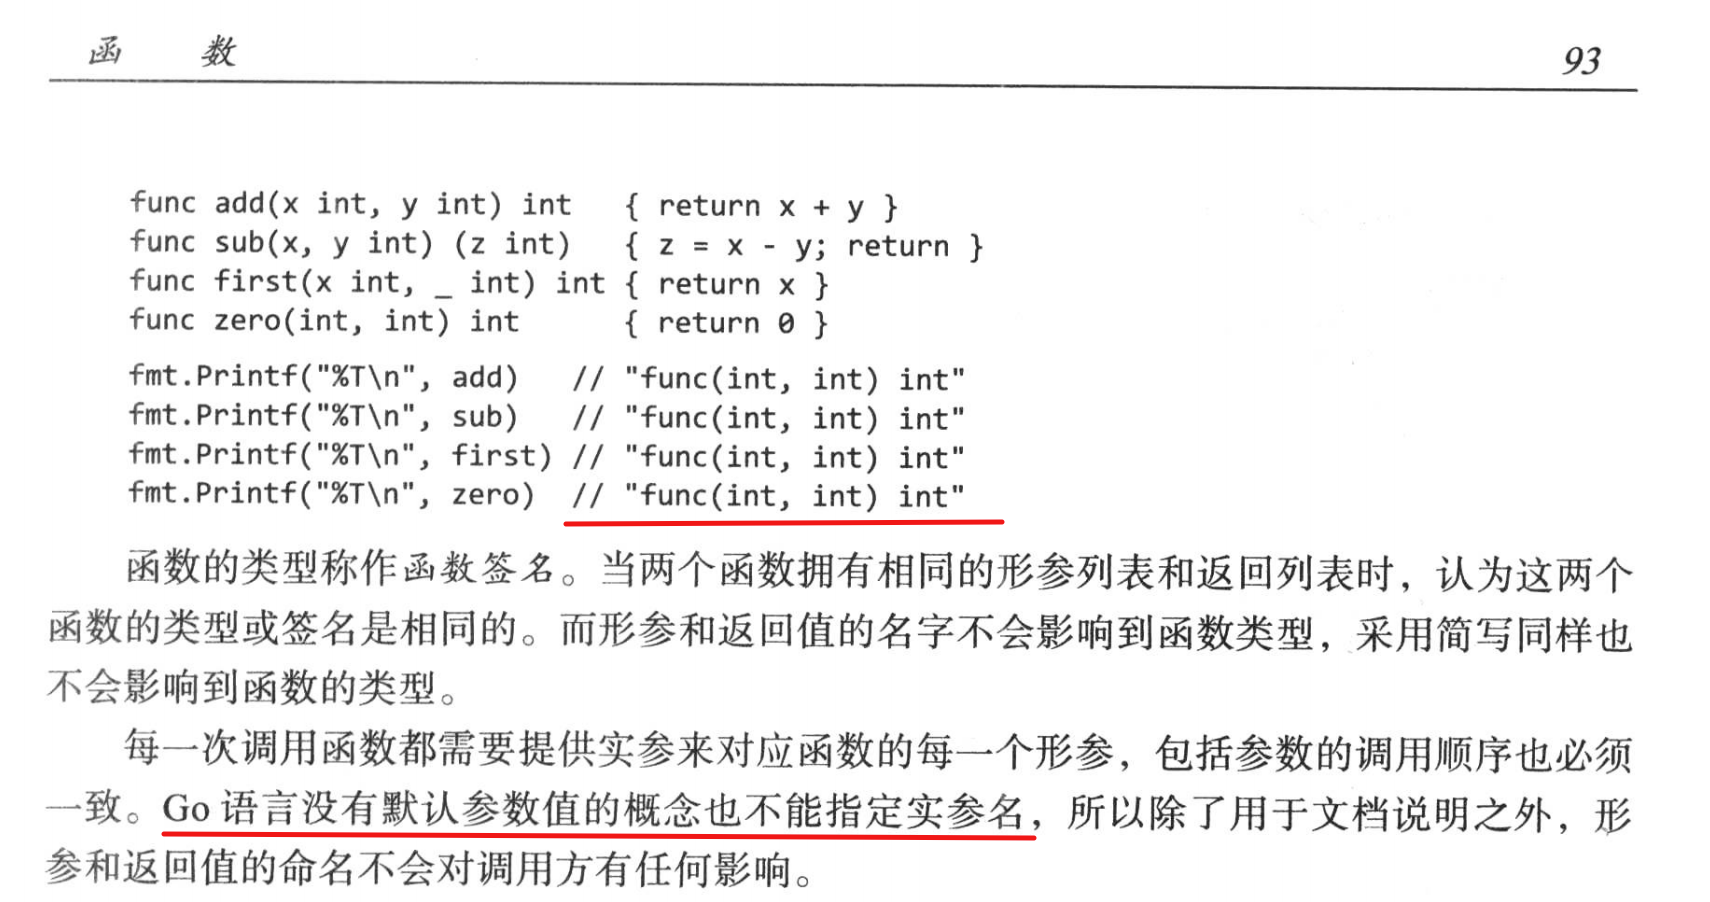 函 数 93
func add(x int, y int) int { return x + y }
func sub(x, y int) (z int) { z = x - y; return }
func first(x int, _ int) int { return x }
func zero(int, int) int { return 0 }
fmt.Printf("%T\n", add) // "func(int, int) int"
fmt.Printf("%T\n", sub) // "func(int, int) int"
fmt.Printf("%T\n", first) // "func(int, int) int"
fmt.Printf("%T\n", zero) // "func(int, int) int"
函数的类型称作函数签名。当两个函数拥有相同的形参列表和返回列表时，认为这两个
函数的类型或签名是相同的。而形参和返回值的名字不会影响到函数类型，采用简写同样也
不会影响到函数的类型。
每一次调用函数都需要提供实参来对应函数的每一个形参，包括参数的调用顺序也必须
一致。Go 语言没有默认参数值的概念也不能指定实参名，所以除了用于文档说明之外，形
参和返回值的命名不会对调用方有任何影响。